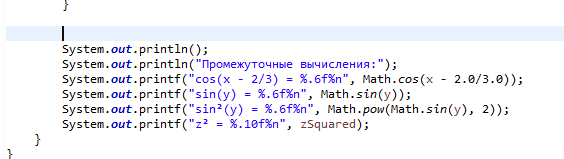 }
System.out.println();
System.out.println("Промежуточные вычисления:");
System.out.printf("cos(x - 2/3) = %.6f%n", Math.cos(x - 2.0/3.0));
System.out.printf("sin(y) = %.6f%n", Math.sin(y));
System.out.printf("sin²(y) = %.6f%n", Math.pow(Math.sin(y), 2));
System.out.printf("z² = %.10f%n", zSquared);
}
}